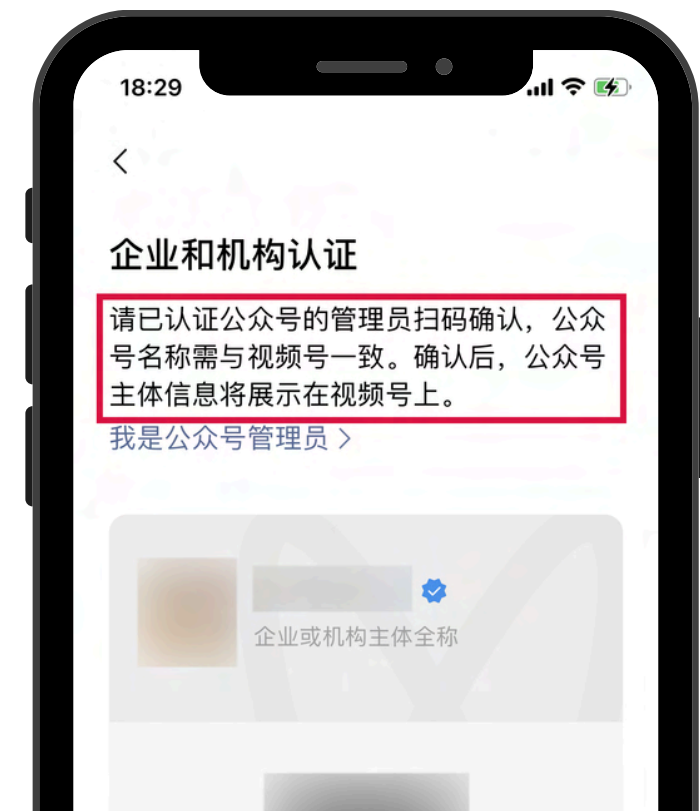 18:29
企业和机构认证
请已认证公众号的管理员扫码确认，公众
号名称需与视频号一致。确认后，公众号
主体信息将展示在视频号上。
我是公众号管理员
企业或机构主体全称